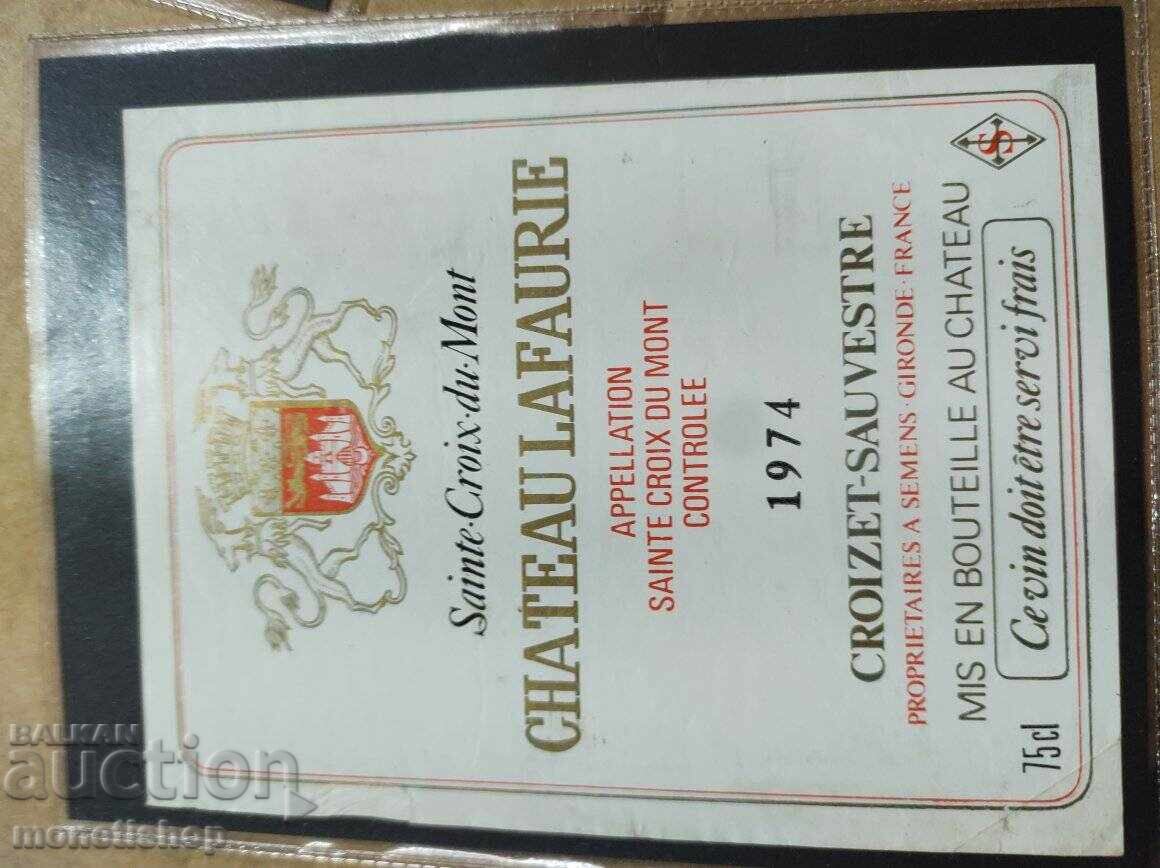 Sainte-Croix-du-Mont
CHATEAU LAFAURIE
APPELLATION
SAINTE CROIX DU MONT
CONTROLEE
1974
CROIZET-SAUVESTRE
PROPRIETAIRES A SEMENS-GIRONDE-FRANCE
MIS EN BOUTEILLE AU CHATEAU
75cl
Ce vin doit être servi frais
S
BALKAN
auction
monetishop